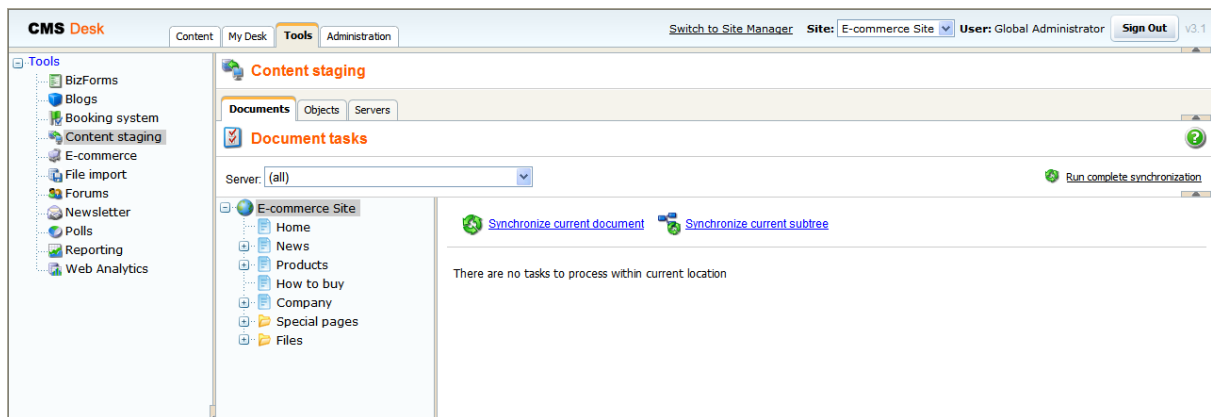 CMS Desk
Content My Desk Tools Administration
Switch to Site Manager Site: E-commerce Site User: Global Administrator Sign Out v3.1
Tools
BizForms
Blogs
Booking system
Content staging
E-commerce
File import
Forums
Newsletter
Polls
Reporting
Web Analytics
Content staging
Documents Objects Servers
Document tasks
Server: (all)
Run complete synchronization
E-commerce Site
Home
News
Products
How to buy
Company
Special pages
Files
Synchronize current document Synchronize current subtree
There are no tasks to process within current location